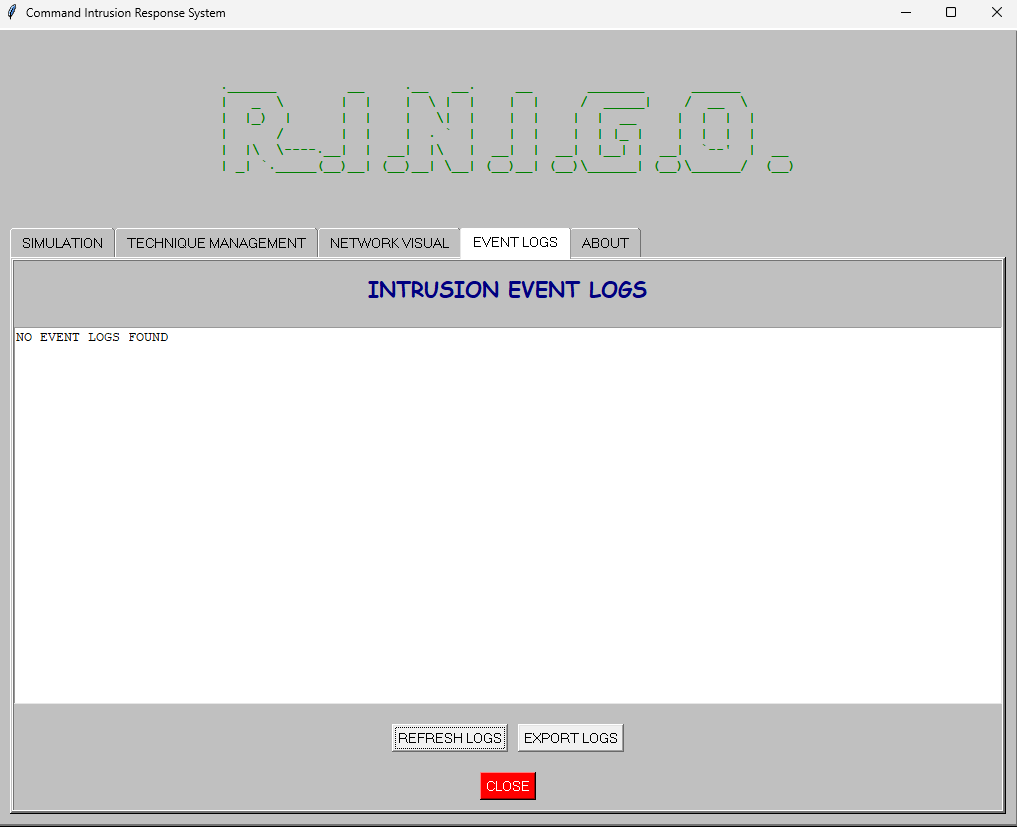 Command Intrusion Response System
R.I.N.I.G.O.
SIMULATION
TECHNIQUE MANAGEMENT
NETWORK VISUAL
EVENT LOGS
ABOUT
INTRUSION EVENT LOGS
NO EVENT LOGS FOUND
REFRESH LOGS
EXPORT LOGS
CLOSE